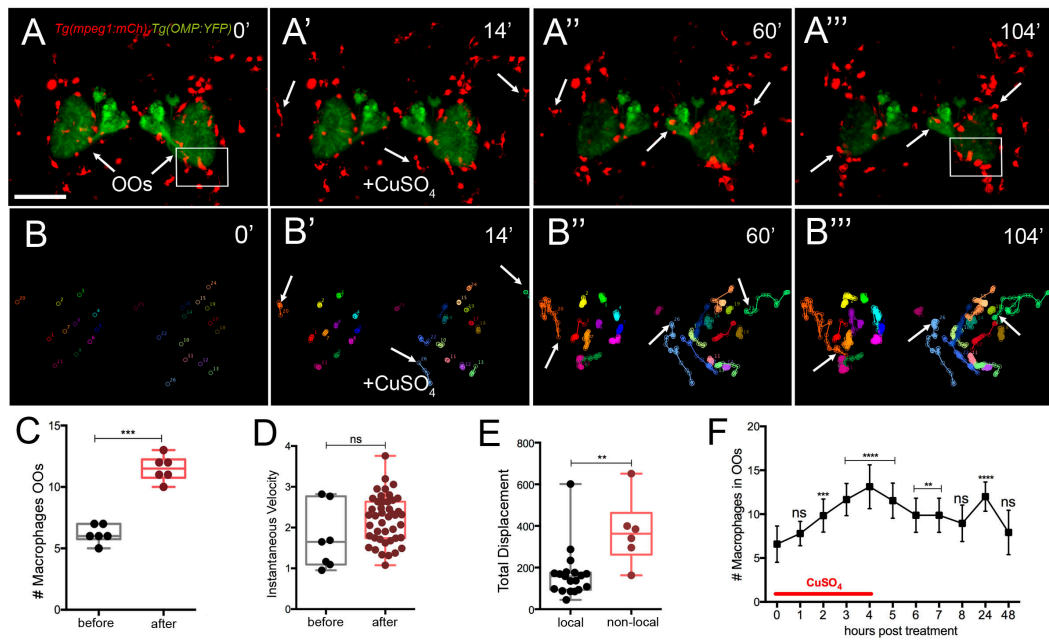 A
Tg(mpeg1:mCh);Tg(OMP:YFP)
0'
OOs
A'
14'
+CuSO4
A''
60'
A'''
104'
B
0'
B'
14'
+CuSO4
B''
60'
B'''
104'
C
# Macrophages OOs
15
10
5
0
***
before
after
D
Instantaneous Velocity
4
3
2
1
0
ns
before
after
E
Total Displacement
800
600
400
200
0
**
local
non-local
F
# Macrophages in OOs
20
15
10
5
0
ns
***
****
**
ns
****
ns
CuSO4
0 1 2 3 4 5 6 7 8 24 48
hours post treatment